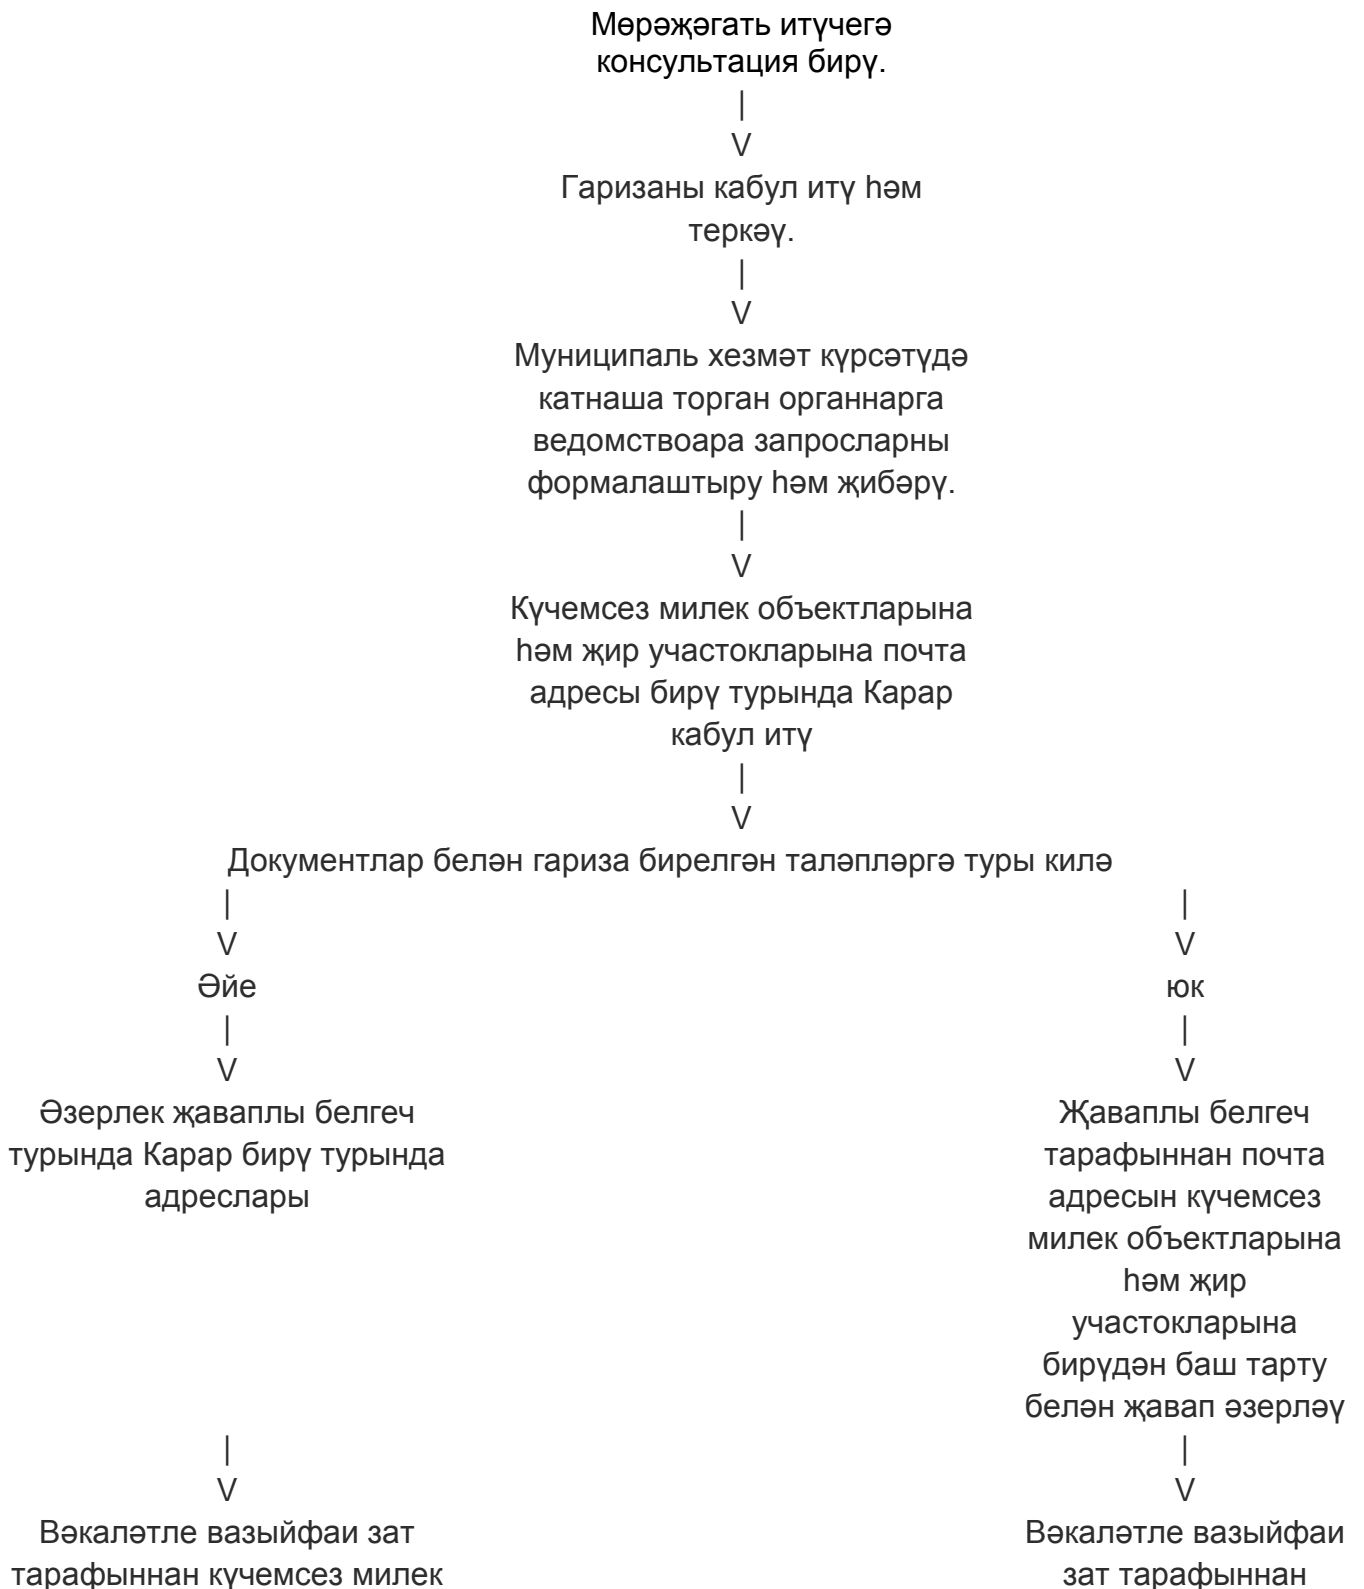 Мөрәҗәгать итүчегә
консультация бирү.
|
V
Гаризаны кабул итү һәм
теркәү.
|
V
Муниципаль хезмәт күрсәтүдә
катнаша торган органнарга
ведомствоара запросларны
формалаштыру һәм җибәрү.
|
V
Күчемсез милек объектларына
һәм җир участокларына почта
адресы бирү турында Карар
кабул итү
|
V
Документлар белән гариза бирелгән таләпләргә туры килә
|
V
Әйе
|
V
Әзерлек җаваплы белгеч
турында Карар бирү турында
адреслары
|
V
Вәкаләтле вазыйфаи зат
тарафыннан күчемсез милек
|
V
юк
|
V
Җаваплы белгеч
тарафыннан почта
адресын күчемсез
милек объектларына
һәм җир
участокларына
бирүдән баш тарту
белән җавап әзерләү
|
V
Вәкаләтле вазыйфаи
зат тарафыннан